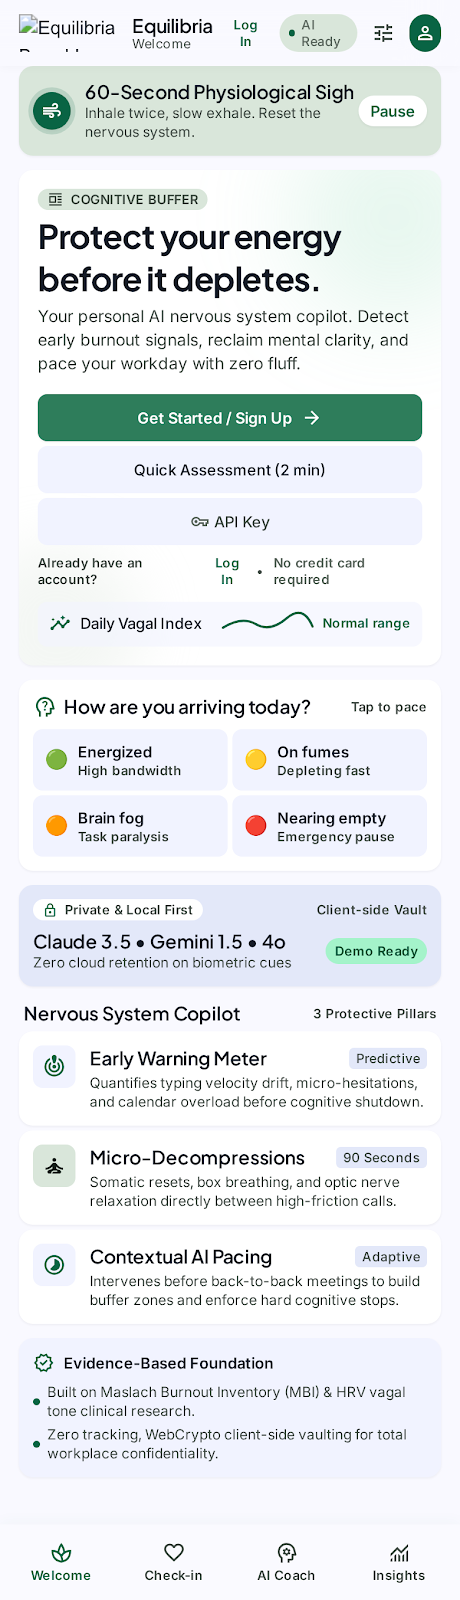 Equilibria
Equilibria
Welcome
Log
In
AI
Ready
60-Second Physiological Sigh
Inhale twice, slow exhale. Reset the
nervous system.
Pause
COGNITIVE BUFFER
Protect your energy
before it depletes.
Your personal AI nervous system copilot. Detect
early burnout signals, reclaim mental clarity, and
pace your workday with zero fluff.
Get Started / Sign Up
Quick Assessment (2 min)
API Key
Already have an
account?
Log
In
•
No credit card
required
Daily Vagal Index
Normal range
How are you arriving today?
Tap to pace
Energized
High bandwidth
On fumes
Depleting fast
Brain fog
Task paralysis
Nearing empty
Emergency pause
Private & Local First
Client-side Vault
Claude 3.5 • Gemini 1.5 • 4o
Zero cloud retention on biometric cues
Demo Ready
Nervous System Copilot
3 Protective Pillars
Early Warning Meter
Predictive
Quantifies typing velocity drift, micro-hesitations,
and calendar overload before cognitive shutdown.
Micro-Decompressions
90 Seconds
Somatic resets, box breathing, and optic nerve
relaxation directly between high-friction calls.
Contextual AI Pacing
Adaptive
Intervenes before back-to-back meetings to build
buffer zones and enforce hard cognitive stops.
Evidence-Based Foundation
Built on Maslach Burnout Inventory (MBI) & HRV vagal
tone clinical research.
Zero tracking, WebCrypto client-side vaulting for total
workplace confidentiality.
Welcome
Check-in
AI Coach
Insights